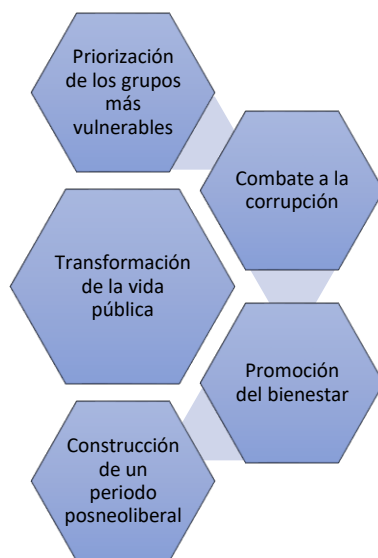 Priorización
de los grupos
más
vulnerables
Combate a la
corrupción
Transformación
de la vida
pública
Promoción
del bienestar
Construcción
de un
periodo
posneoliberal